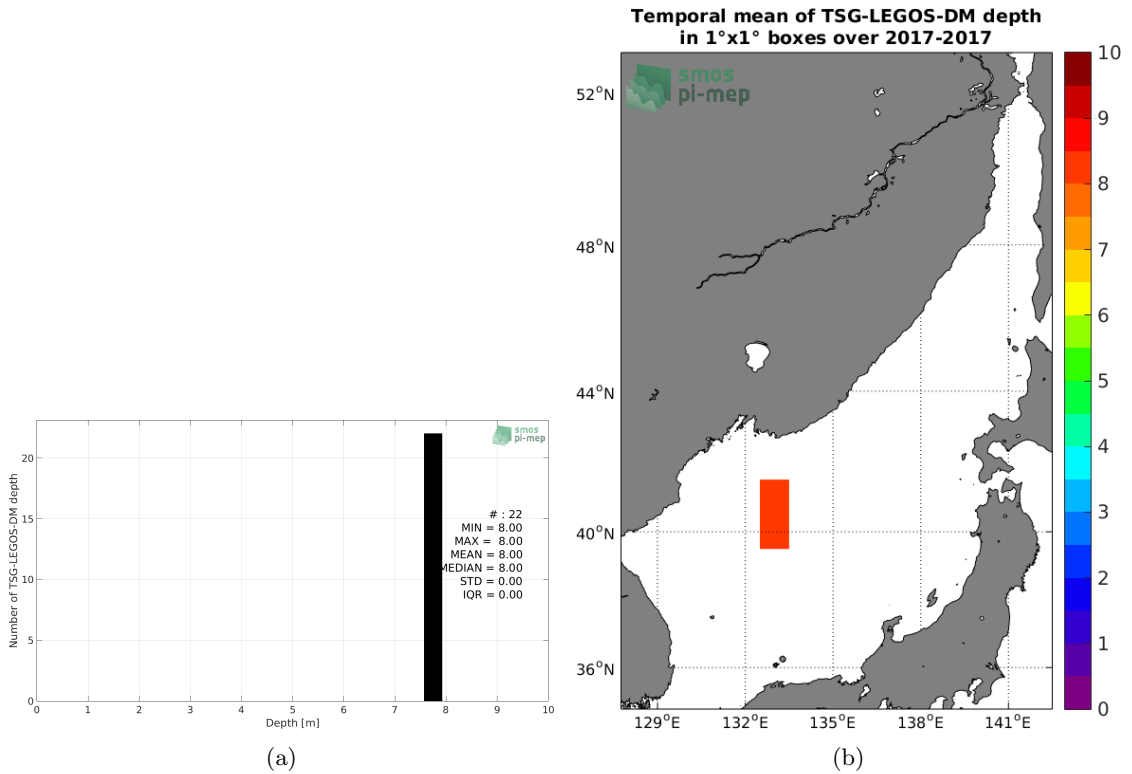 smos
pi-mep
Number of TSG-LEGOS-DM depth
20
15
10
5
0
# : 22
MIN = 8.00
MAX = 8.00
MEAN = 8.00
MEDIAN = 8.00
STD = 0.00
IQR = 0.00
0 1 2 3 4 5 6 7 8 9 10
Depth [m]
(a)
Temporal mean of TSG-LEGOS-DM depth
in 1°x1° boxes over 2017-2017
smos
pi-mep
52°N
48°N
44°N
40°N
36°N
129°E 132°E 135°E 138°E 141°E
10
9
8
7
6
5
4
3
2
1
0
(b)